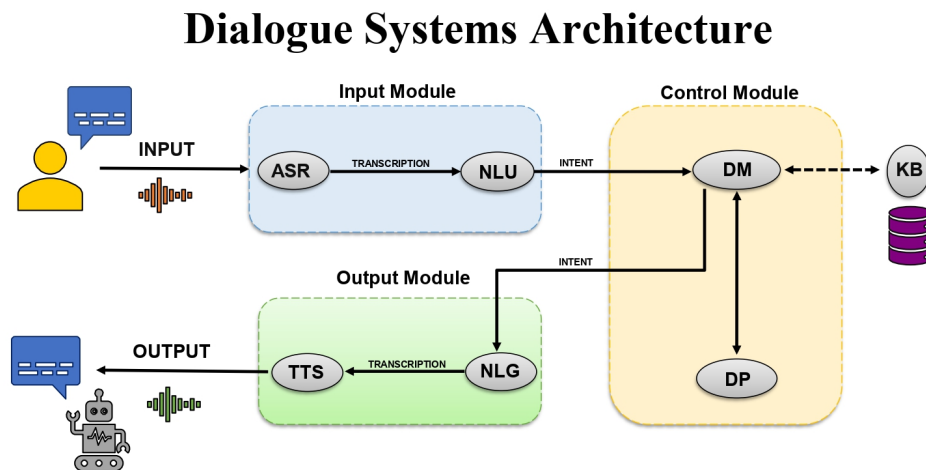 Dialogue Systems Architecture
Input Module
Control Module
INPUT
ASR
TRANSCRIPTION
NLU
INTENT
DM
KB
INTENT
Output Module
OUTPUT
TTS
TRANSCRIPTION
NLG
DP